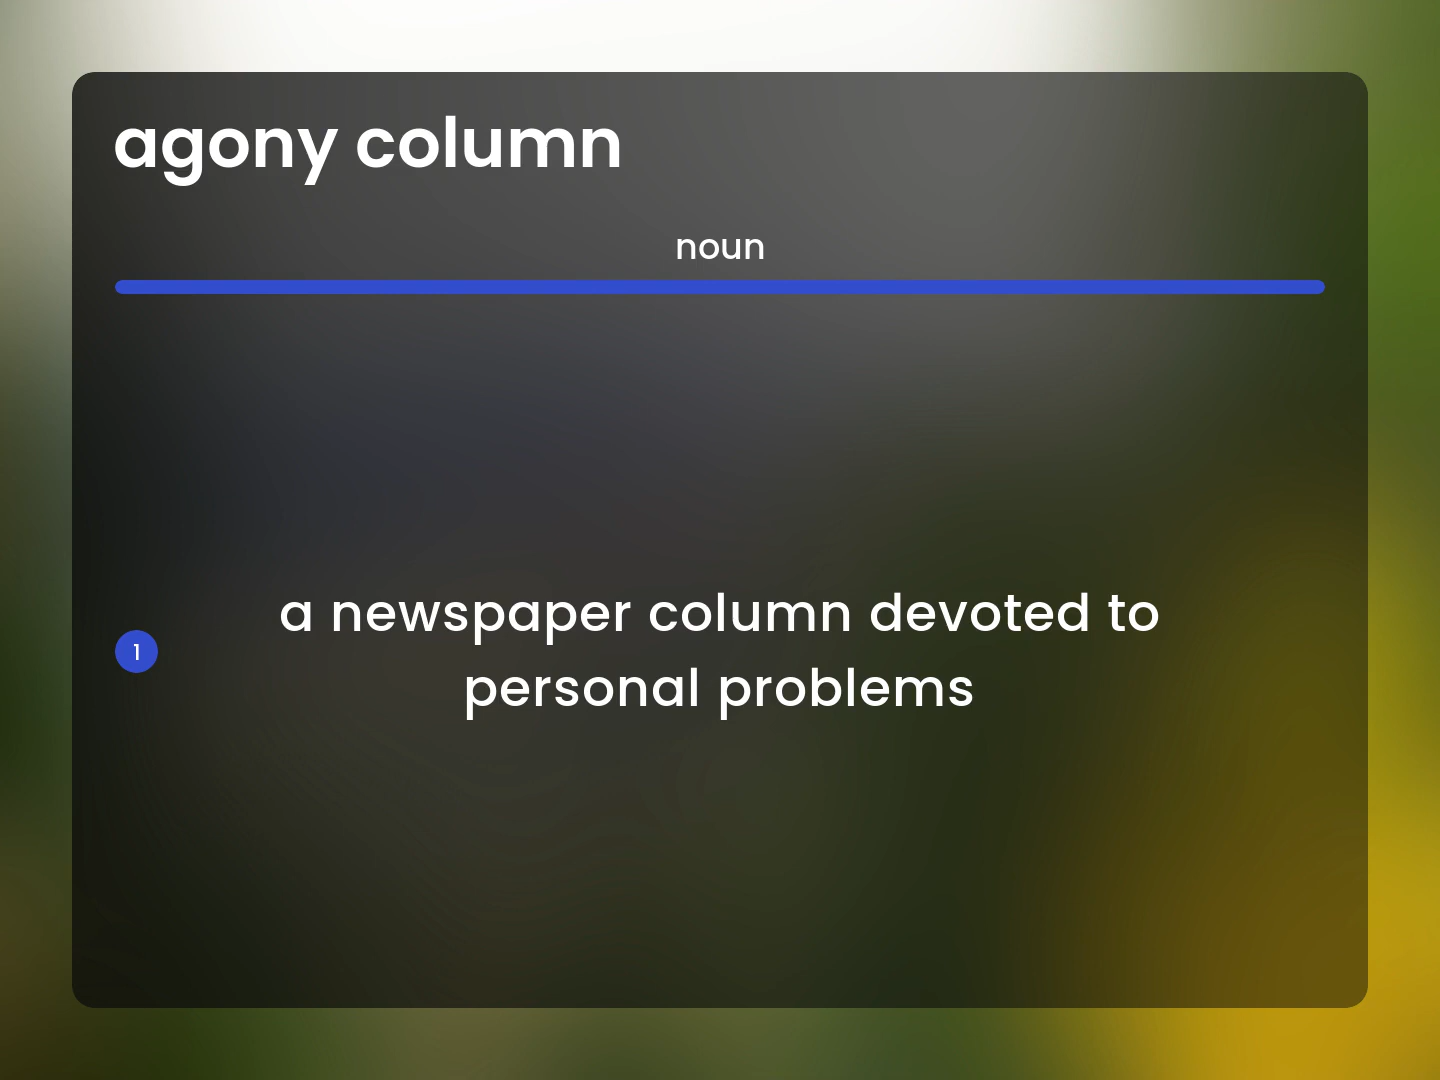 agony column
noun
1
a newspaper column devoted to
personal problems